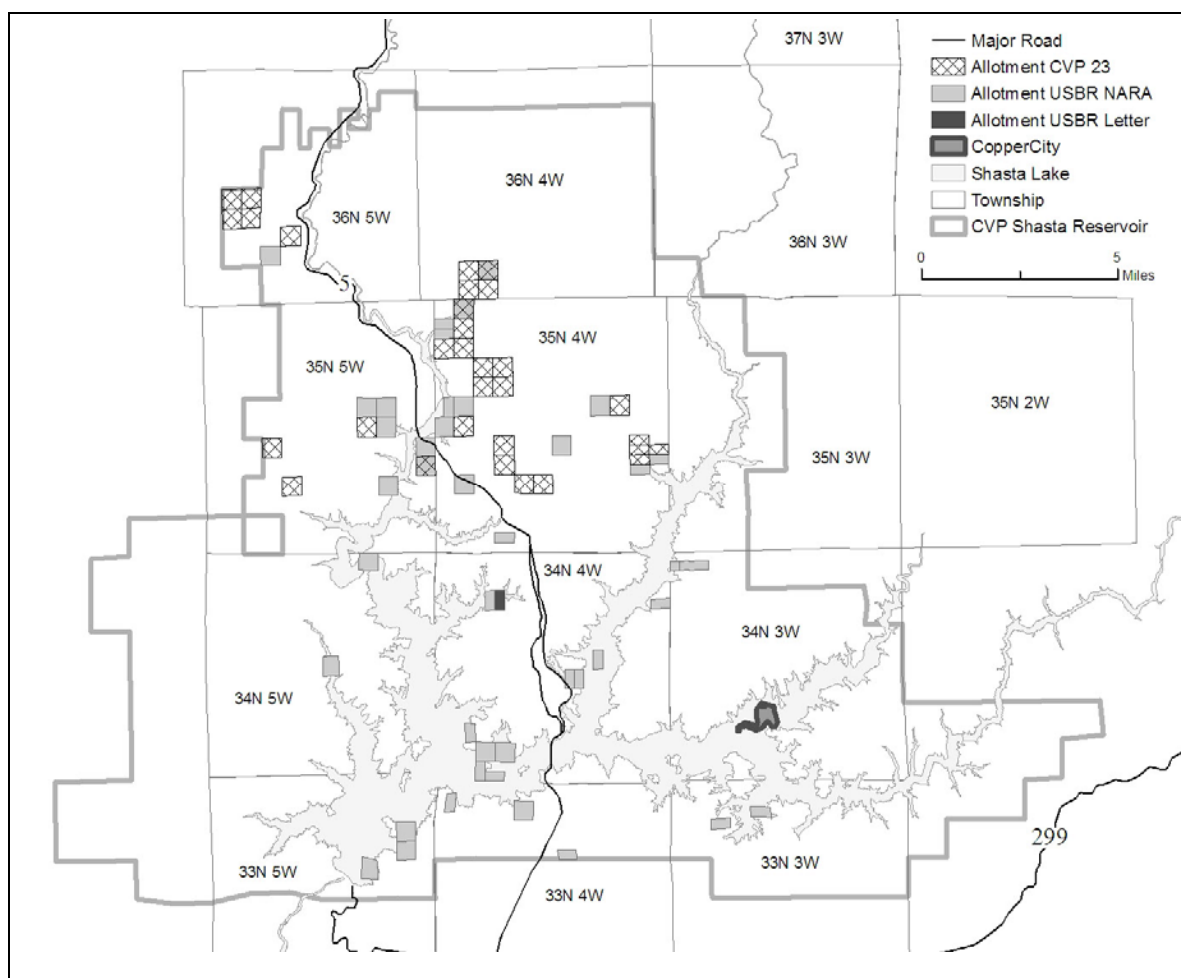 37N 3W
Major Road
Allotment CVP 23
Allotment USBR NARA
Allotment USBR Letter
CopperCity
Shasta Lake
Township
CVP Shasta Reservoir
0 5
Miles
36N 4W
36N 5W
36N 3W
5
35N 4W
35N 5W
35N 2W
35N 3W
34N 4W
34N 3W
34N 5W
299
33N 3W
33N 5W
33N 4W